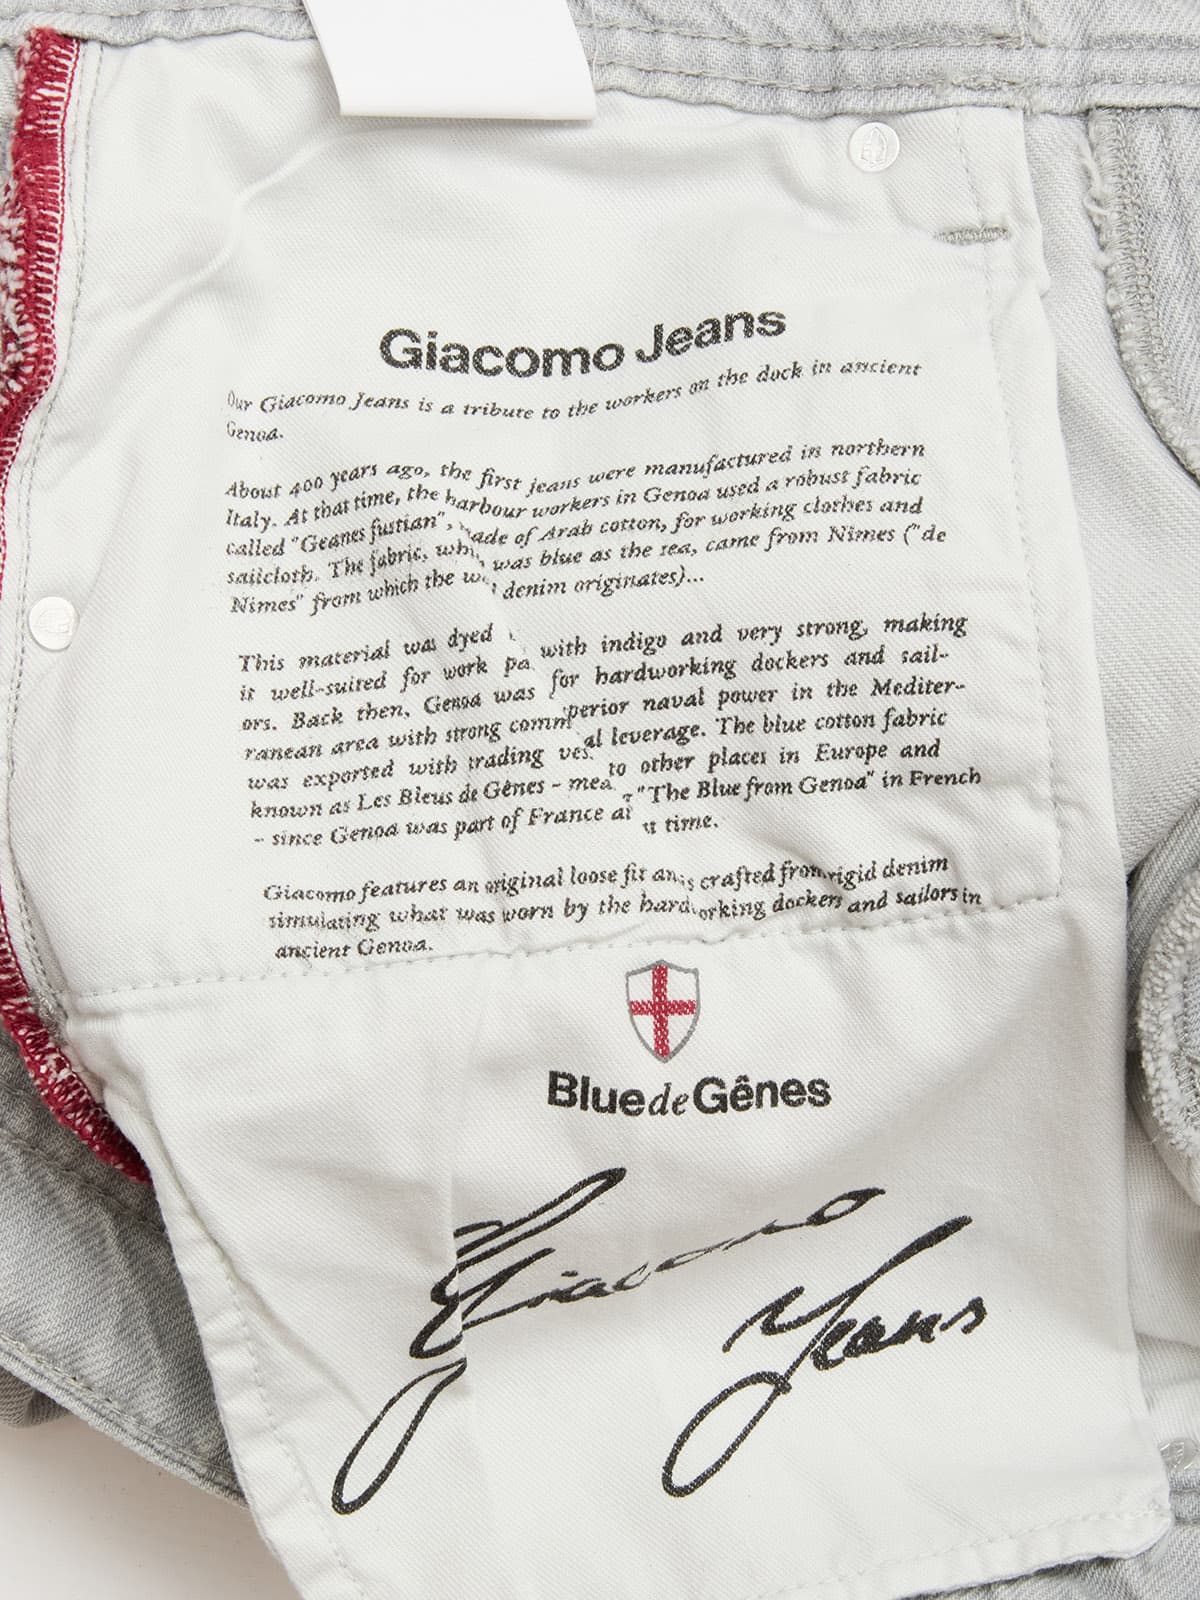 Giacomo Jeans
Our Giacomo Jeans is a tribute to the workers on the dock in ancient
Genoa.
About 400 years ago, the first jeans were manufactured in northern
Italy. At that time, the harbour workers in Genoa used a robust fabric
called "Geanes fustian", made of Arab cotton, for working clothes and
sailcloth. The fabric, which was blue as the sea, came from Nimes ("de
Nimes" from which the denim originates)...
This material was dyed with indigo and very strong, making
it well-suited for work for hardworking dockers and sail-
ors. Back then, Genoa was superior naval power in the Mediter-
ranean area with strong leverage. The blue cotton fabric
was exported with trading to other places in Europe and
known as Les Bleus de Gênes - "The Blue from Genoa" in French
- since Genoa was part of France at time.
Giacomo features an original loose fit crafted from rigid denim
simulating what was worn by the hardworking dockers and sailors in
ancient Genoa.
Blue de Gênes
Giacomo
Jeans